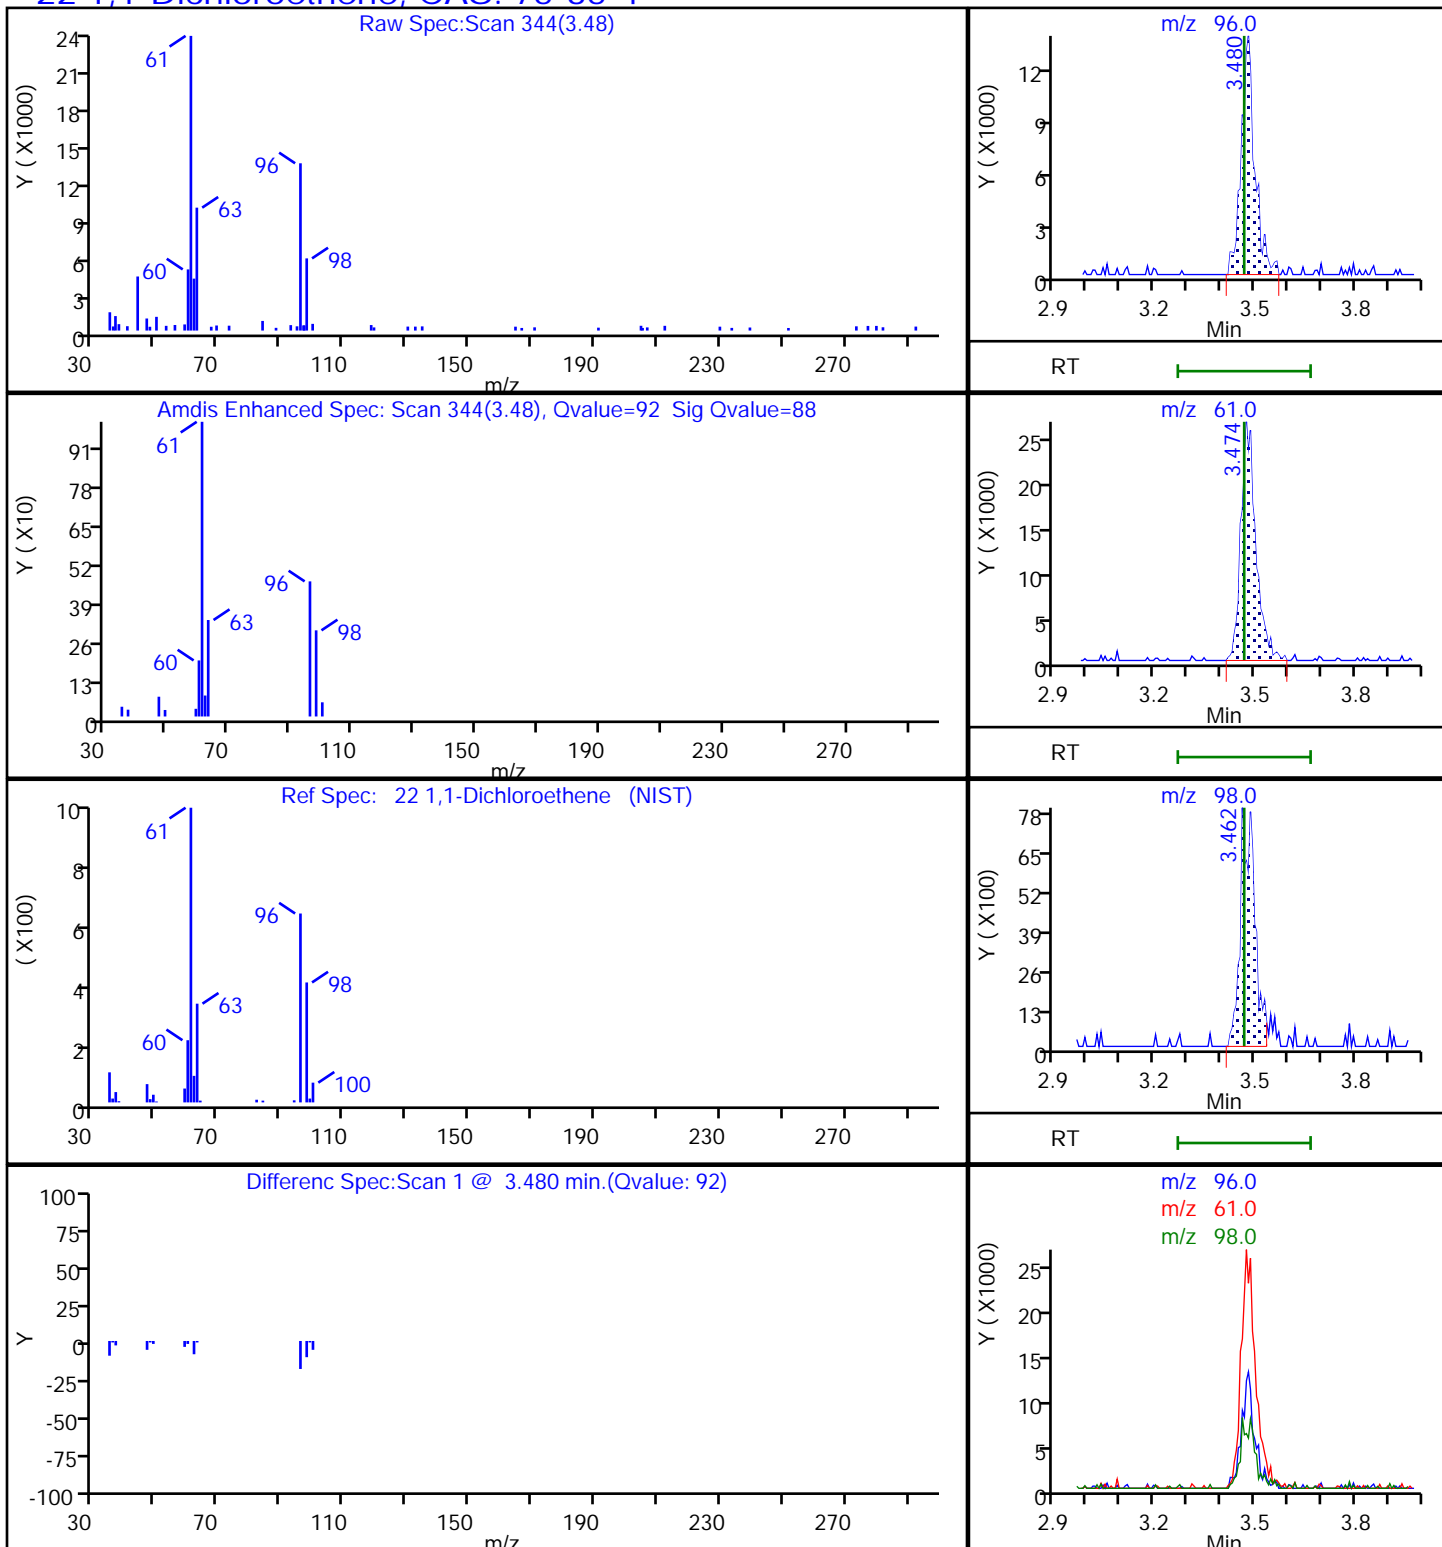 22 1,1-Dichloroethene, CAS: 75-35-4
Raw Spec:Scan 344(3.48)
Y ( X1000)
24
21
18
15
12
9
6
3
0
61
96
63
60
98
30 70 110 150 190 230 270
m/z
m/z 96.0
Y ( X1000)
12
9
6
3
0
3.480
2.9 3.2 3.5 3.8
Min
RT
Amdis Enhanced Spec: Scan 344(3.48), Qvalue=92 Sig Qvalue=88
Y ( X10)
91
78
65
52
39
26
13
0
61
96
63
98
60
30 70 110 150 190 230 270
m/z
m/z 61.0
Y ( X1000)
25
20
15
10
5
0
3.474
2.9 3.2 3.5 3.8
Min
RT
Ref Spec: 22 1,1-Dichloroethene (NIST)
( X100)
10
8
6
4
2
0
61
96
98
63
60
100
30 70 110 150 190 230 270
m/z 98.0
Y ( X100)
78
65
52
39
26
13
0
3.462
2.9 3.2 3.5 3.8
Min
RT
Differenc Spec:Scan 1 @ 3.480 min.(Qvalue: 92)
Y
100
75
50
25
0
-25
-50
-75
-100
30 70 110 150 190 230 270
m/z
m/z 96.0
m/z 61.0
m/z 98.0
Y ( X1000)
25
20
15
10
5
0
2.9 3.2 3.5 3.8
Min